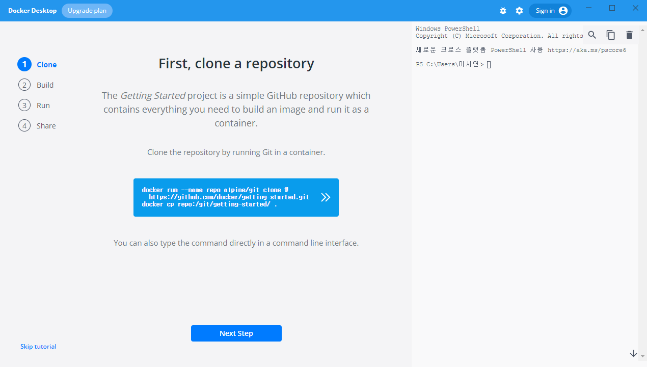 Docker Desktop
Upgrade plan
Sign in
1 Clone
2 Build
3 Run
4 Share
Skip tutorial
First, clone a repository
The Getting Started project is a simple GitHub repository which
contains everything you need to build an image and run it as a
container.
Clone the repository by running Git in a container.
docker run --name repo alpine/git clone ₩
https://github.com/docker/getting-started.git
docker cp repo:/git/getting-started/ .
You can also type the command directly in a command line interface.
Next Step
Windows PowerShell
Copyright (C) Microsoft Corporation. All rights
새로운 크로스 플랫폼 PowerShell 사용 https://aka.ms/pscore6
PS C:\Users\